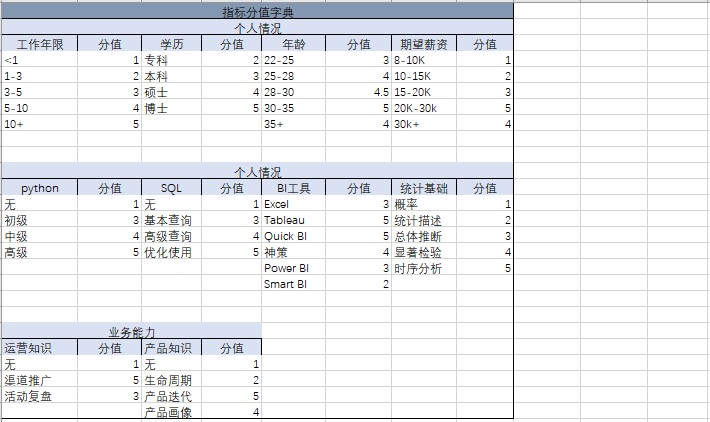 指标分值字典
个人情况
工作年限 分值 学历 分值 年龄 分值 期望薪资 分值
<1 1 专科 2 22-25 3 8-10K 1
1-3 2 本科 3 25-28 4 10-15K 2
3-5 3 硕士 4 28-30 4.5 15-20K 3
5-10 4 博士 5 30-35 5 20K-30k 5
10+ 5 35+ 4 30k+ 4
个人情况
python 分值 SQL 分值 BI工具 分值 统计基础 分值
无 1 无 1 Excel 3 概率 1
初级 3 基本查询 3 Tableau 5 统计描述 2
中级 4 高级查询 4 Quick BI 5 总体推断 3
高级 5 优化使用 5 神策 4 显著检验 4
Power BI 3 时序分析 5
Smart BI 2
业务能力
运营知识 分值 产品知识 分值
无 1 无 1
渠道推广 5 生命周期 2
活动复盘 3 产品迭代 5
产品画像 4